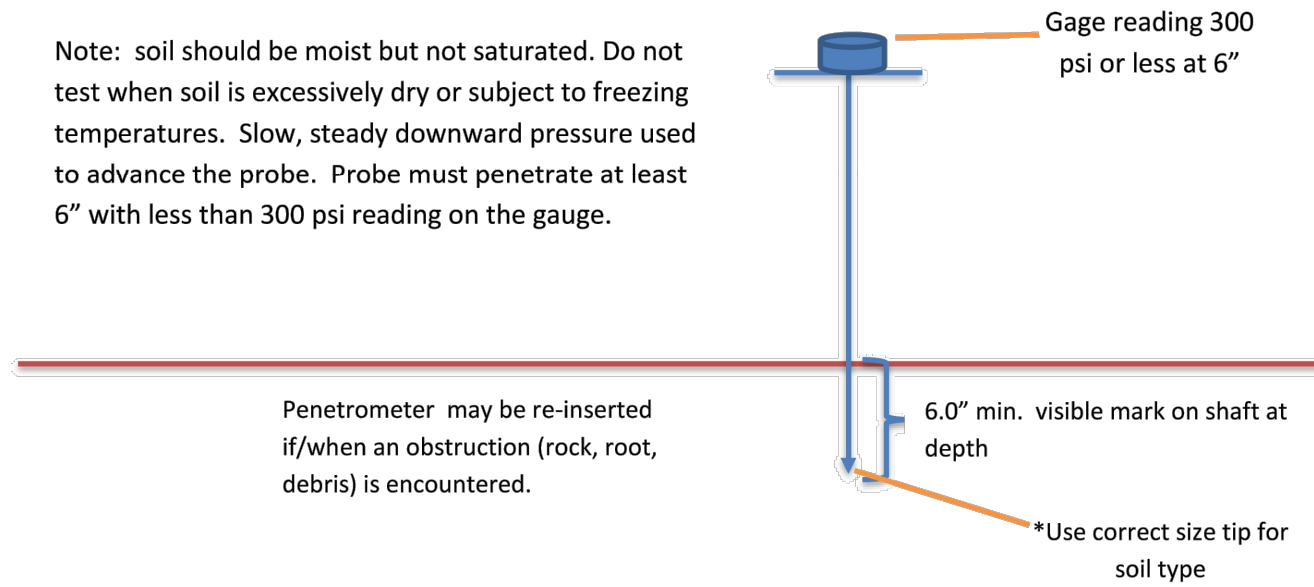 Note: soil should be moist but not saturated. Do not
test when soil is excessively dry or subject to freezing
temperatures. Slow, steady downward pressure used
to advance the probe. Probe must penetrate at least
6” with less than 300 psi reading on the gauge.
Gage reading 300
psi or less at 6”
Penetrometer may be re-inserted
if/when an obstruction (rock, root,
debris) is encountered.
6.0” min. visible mark on shaft at
depth
*Use correct size tip for
soil type